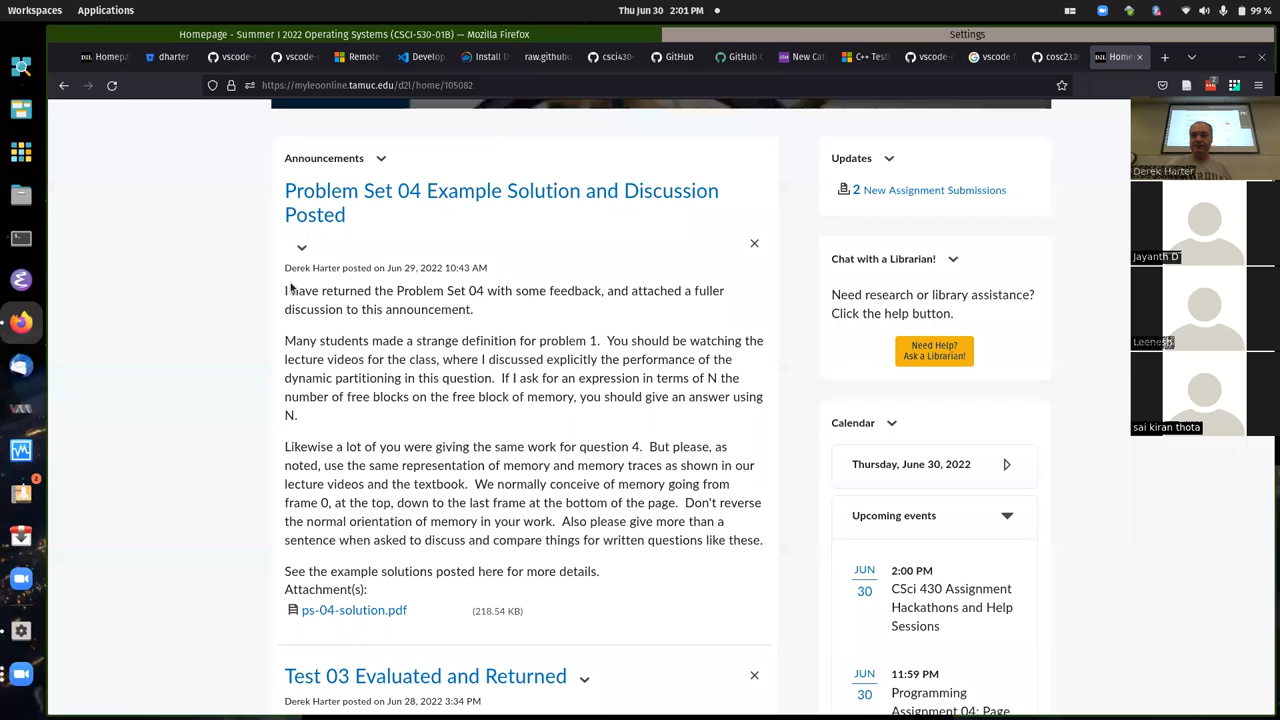 Workspaces Applications Thu Jun 30 2:01 PM 99 %
Homepage - Summer I 2022 Operating Systems (CSCI-530-01B) — Mozilla Firefox Settings
Homep dharter vscode- vscode- Remote Develop Install D raw.githubu csci430- GitHub GitHub C New Cat C++ Test vscode- vscode f cosc233 Home
https://myleoonline.tamuc.edu/d2l/home/105082
Announcements
Problem Set 04 Example Solution and Discussion
Posted
Derek Harter posted on Jun 29, 2022 10:43 AM
I have returned the Problem Set 04 with some feedback, and attached a fuller
discussion to this announcement.
Many students made a strange definition for problem 1. You should be watching the
lecture videos for the class, where I discussed explicitly the performance of the
dynamic partitioning in this question. If I ask for an expression in terms of N the
number of free blocks on the free block of memory, you should give an answer using
N.
Likewise a lot of you were giving the same work for question 4. But please, as
noted, use the same representation of memory and memory traces as shown in our
lecture videos and the textbook. We normally conceive of memory going from
frame 0, at the top, down to the last frame at the bottom of the page. Don't reverse
the normal orientation of memory in your work. Also please give more than a
sentence when asked to discuss and compare things for written questions like these.
See the example solutions posted here for more details.
Attachment(s):
ps-04-solution.pdf (218.54 KB)
Test 03 Evaluated and Returned
Derek Harter posted on Jun 28, 2022 3:34 PM
Updates
2 New Assignment Submissions
Chat with a Librarian!
Need research or library assistance?
Click the help button.
Need Help?
Ask a Librarian!
Calendar
Thursday, June 30, 2022
Upcoming events
JUN
30
2:00 PM
CSci 430 Assignment
Hackathons and Help
Sessions
JUN
30
11:59 PM
Programming
Assignment 04: Page
Derek Harter
Jayanth D
sai kiran thota
2
2